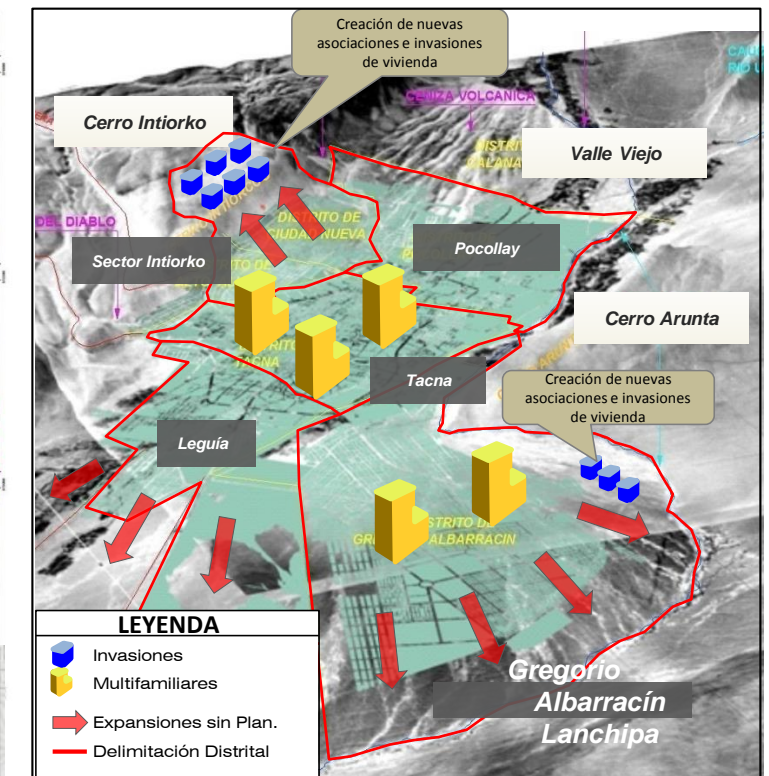 Creación de nuevas
asociaciones e invasiones
de vivienda
CENIZA VOLCANICA
Cerro Intiorko
Valle Viejo
DEL DIABLO
DISTRITO DE
CIUDAD NUEVA
Sector Intiorko
Pocollay
Cerro Arunta
TACNA
Tacna
Creación de nuevas
asociaciones e invasiones
de vivienda
Leguía
LEYENDA
Invasiones
Multifamiliares
Expansiones sin Plan.
Delimitación Distrital
Gregorio
Albarracín
Lanchipa